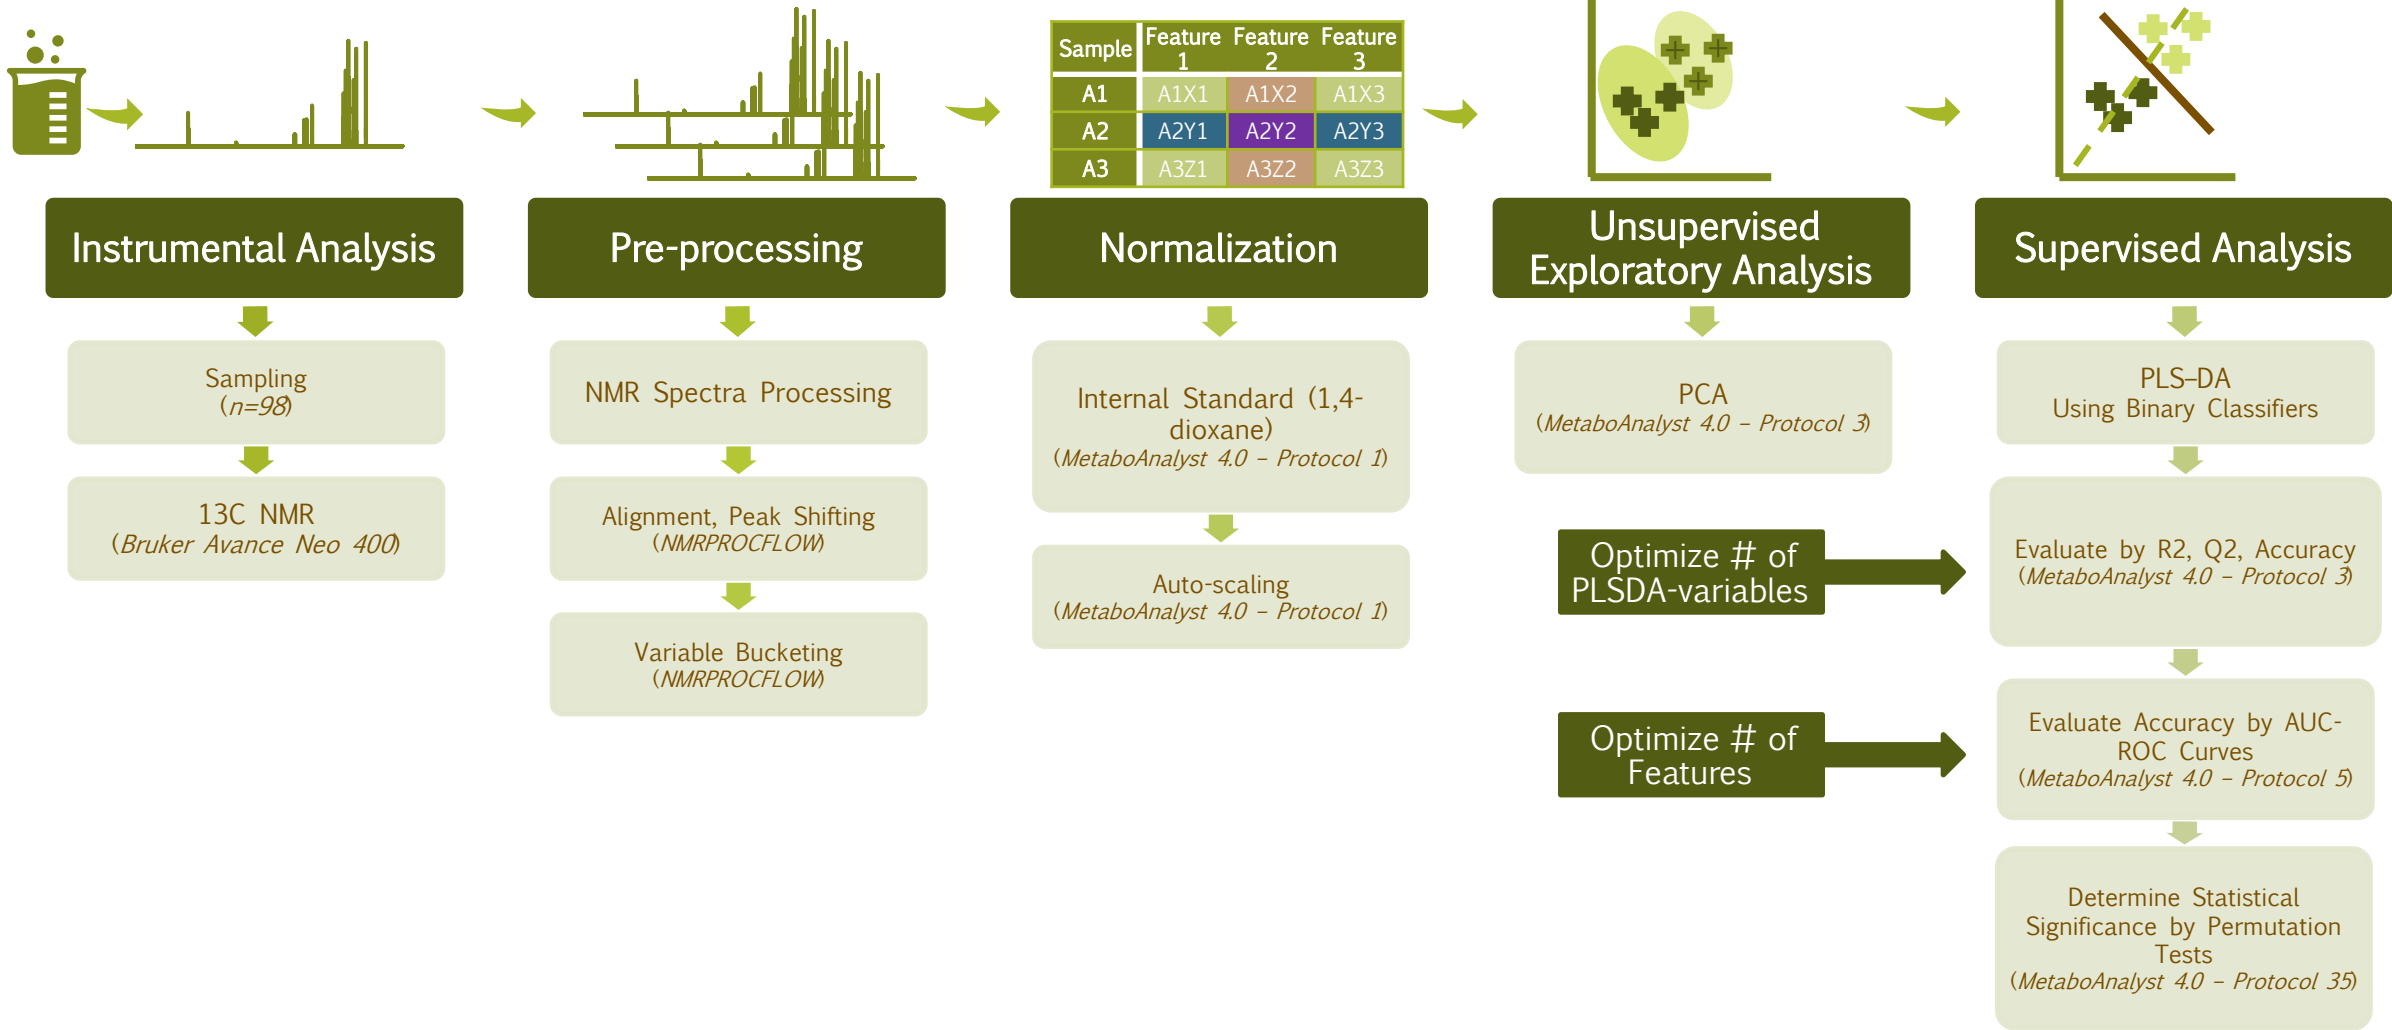 Sample Feature 1 Feature 2 Feature 3
A1 A1X1 A1X2 A1X3
A2 A2Y1 A2Y2 A2Y3
A3 A3Z1 A3Z2 A3Z3
Instrumental Analysis
Sampling
(n=98)
13C NMR
(Bruker Avance Neo 400)
Pre-processing
NMR Spectra Processing
Alignment, Peak Shifting
(NMRPROCFLOW)
Variable Bucketing
(NMRPROCFLOW)
Normalization
Internal Standard (1,4-
dioxane)
(MetaboAnalyst 4.0 – Protocol 1)
Auto-scaling
(MetaboAnalyst 4.0 – Protocol 1)
Unsupervised
Exploratory Analysis
PCA
(MetaboAnalyst 4.0 – Protocol 3)
Optimize # of
PLSDA-variables
Optimize # of
Features
Supervised Analysis
PLS–DA
Using Binary Classifiers
Evaluate by R2, Q2, Accuracy
(MetaboAnalyst 4.0 – Protocol 3)
Evaluate Accuracy by AUC-
ROC Curves
(MetaboAnalyst 4.0 – Protocol 5)
Determine Statistical
Significance by Permutation
Tests
(MetaboAnalyst 4.0 – Protocol 35)